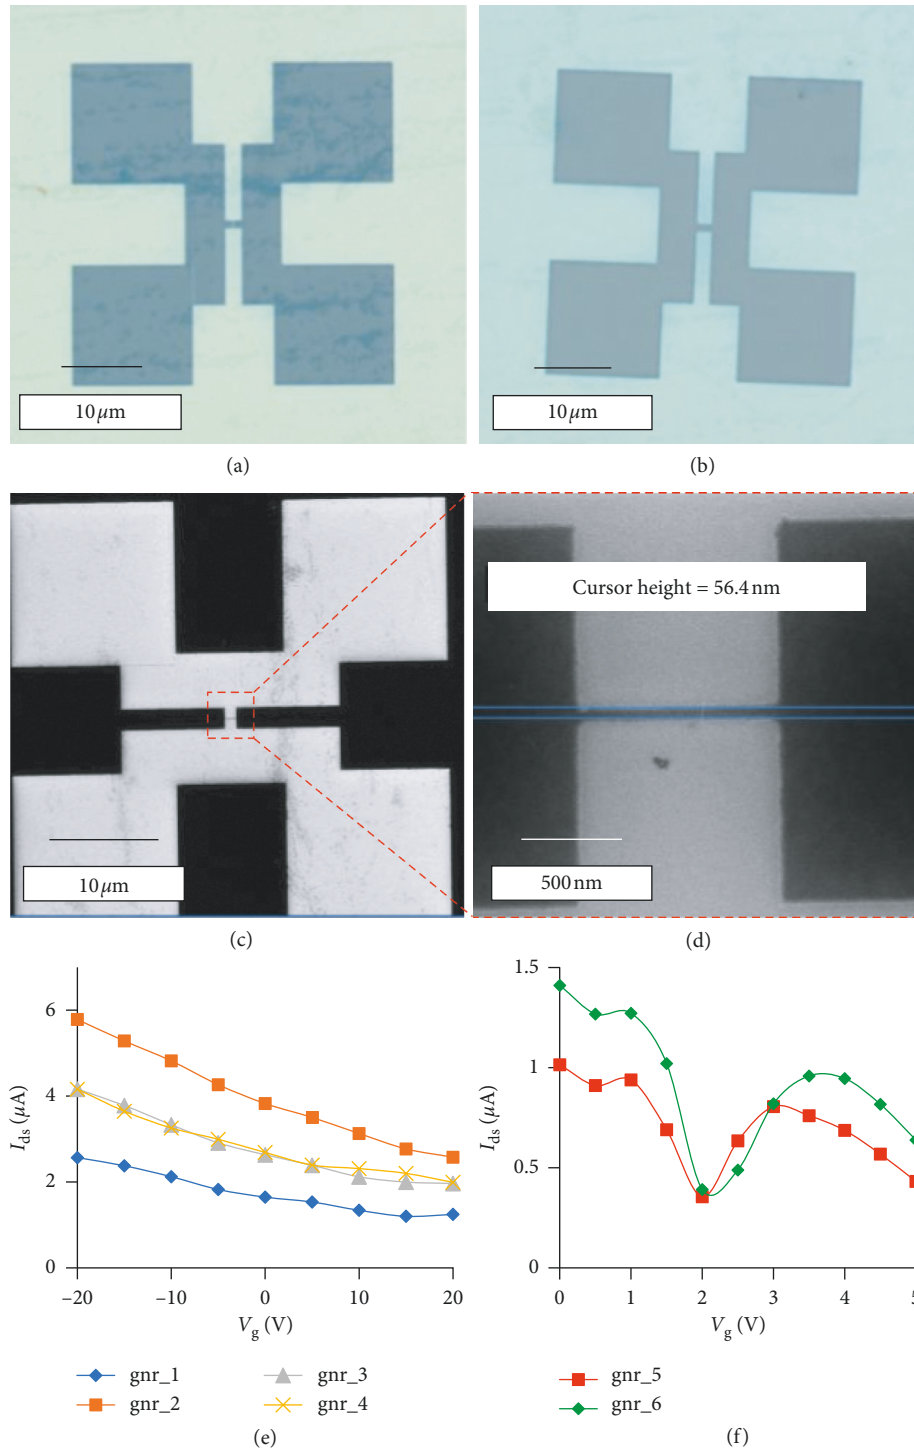 10 μm
10 μm
(a)
(b)
10 μm
Cursor height = 56.4 nm
500 nm
(c)
(d)
6
4
2
0
I_ds (μA)
–20
–10
0
10
20
V_g (V)
1.5
1
0.5
0
I_ds (μA)
0
1
2
3
4
5
V_g (V)
gnr_1
gnr_3
gnr_2
gnr_4
gnr_5
gnr_6
(e)
(f)